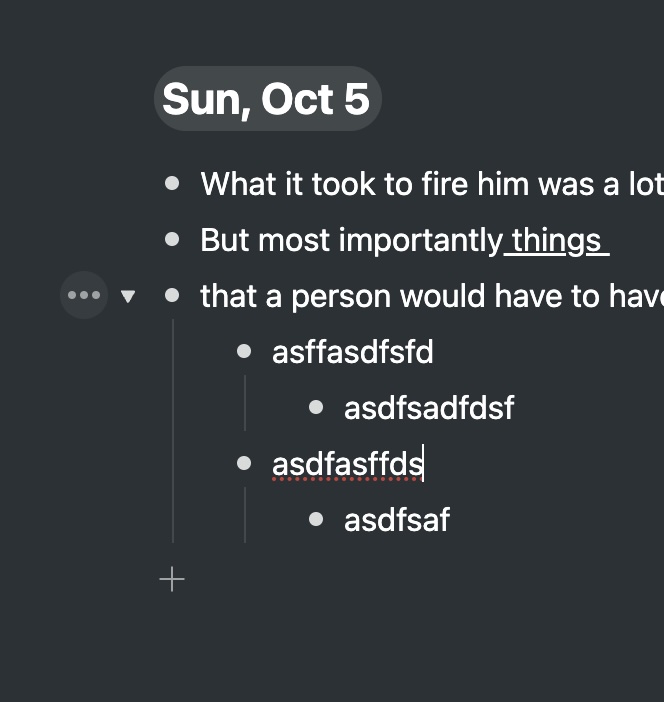 Sun, Oct 5
What it took to fire him was a lot
But most importantly things
that a person would have to have
asffasdfsfd
asdfsadfdsf
asdfasffds
asdfsaf